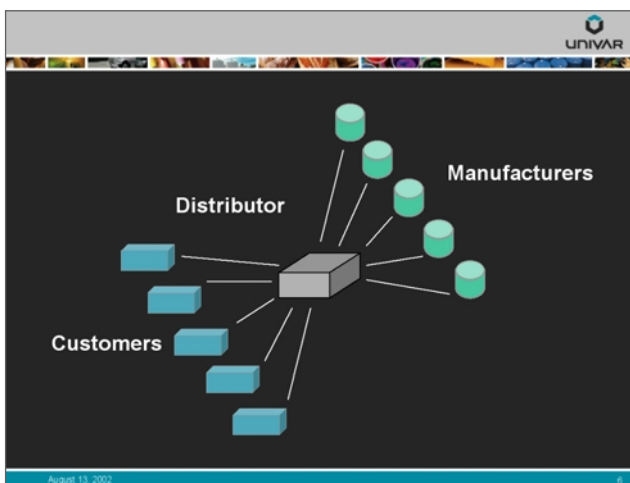 UNIVAR
Manufacturers
Distributor
Customers
August 13, 2002
6